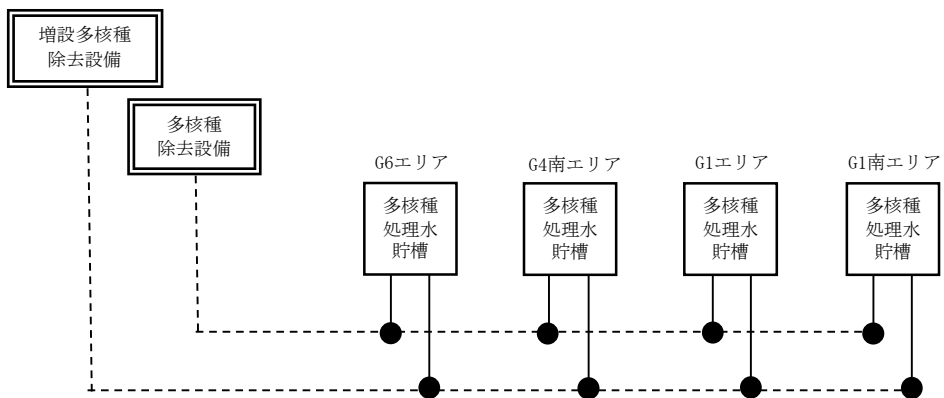 増設多核種
除去設備
多核種
除去設備
G6エリア
G4南エリア
G1エリア
G1南エリア
多核種
処理水
貯槽
多核種
処理水
貯槽
多核種
処理水
貯槽
多核種
処理水
貯槽